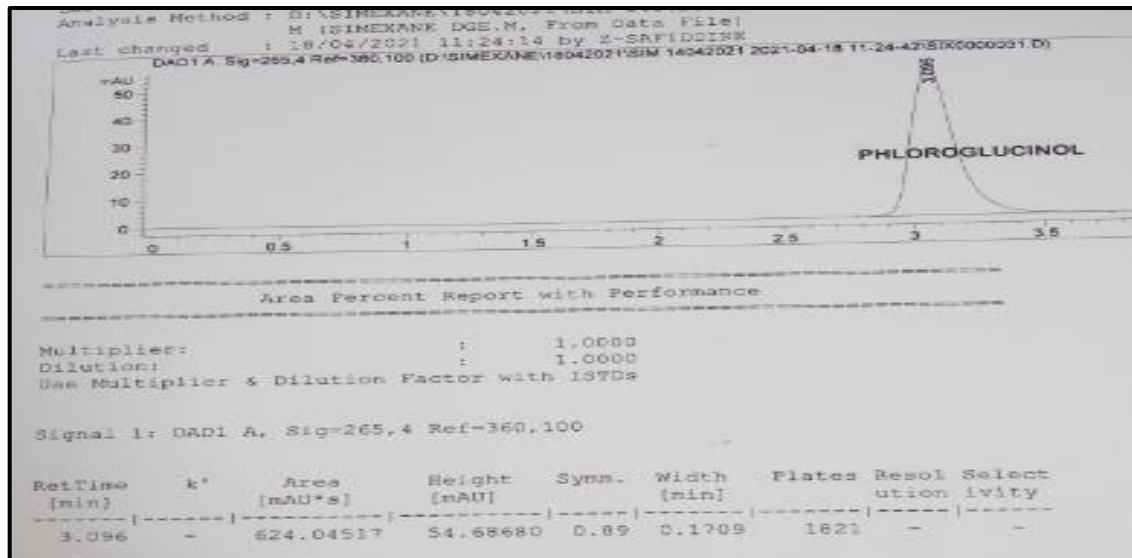 Analysis Method : D:\SIMEXANE\18042021\SIM
M (SIMEXANE DGE.M, From Data File)
Last changed : 18/04/2021 11:24:14 by Z-SAFIDDINE
DAD1 A, Sig=265,4 Ref=360,100 (D:\SIMEXANE\18042021\SIM 14042021 2021-04-18 11-24-42\SIX0000031.D)
mAU
50
40
30
20
10
0
3.096
PHLOROGLUCINOL
0 0.5 1 1.5 2 2.5 3 3.5
=====================================================================
Area Percent Report with Performance
=====================================================================
Multiplier: : 1.0000
Dilution: : 1.0000
Use Multiplier & Dilution Factor with ISTDs
Signal 1: DAD1 A, Sig=265,4 Ref=360,100
RetTime k' Area Height Symm. Width Plates Resol Select
[min] [mAU*s] [mAU] [min] ution ivity
-------|------|----------|----------|-----|-------|-------|-----|------
3.096 - 624.04517 54.68680 0.89 0.1709 1821 - -